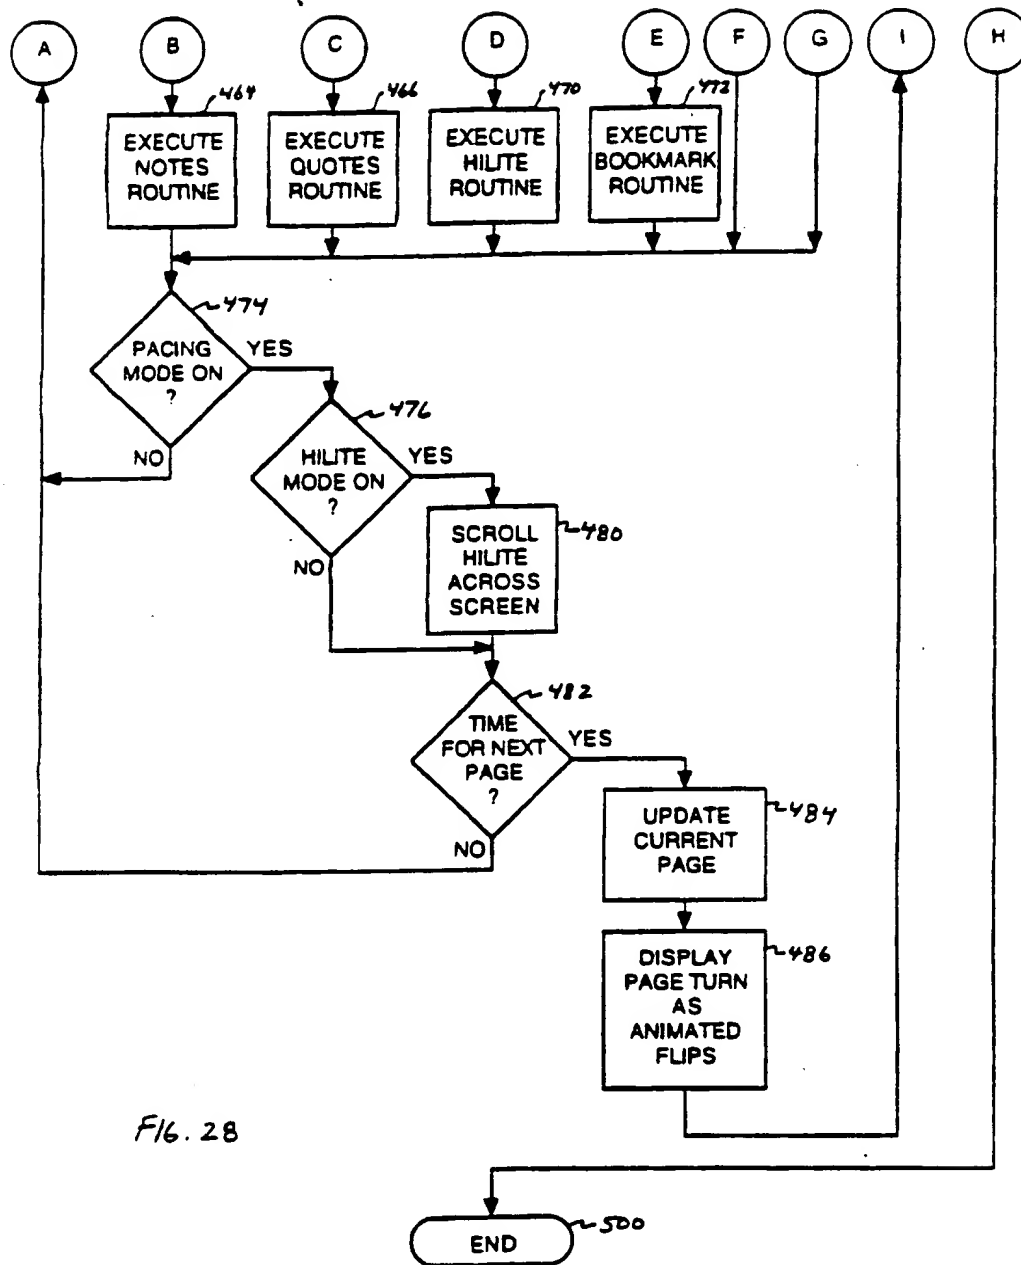 A B C D E F G I H
464 466 470 472
EXECUTE
NOTES
ROUTINE
EXECUTE
QUOTES
ROUTINE
EXECUTE
HILITE
ROUTINE
EXECUTE
BOOKMARK
ROUTINE
474
PACING
MODE ON
?
YES
NO
476
HILITE
MODE ON
?
YES
NO
480
SCROLL
HILITE
ACROSS
SCREEN
482
TIME
FOR NEXT
PAGE
?
YES
NO
484
UPDATE
CURRENT
PAGE
486
DISPLAY
PAGE TURN
AS
ANIMATED
FLIPS
FIG. 28
500
END